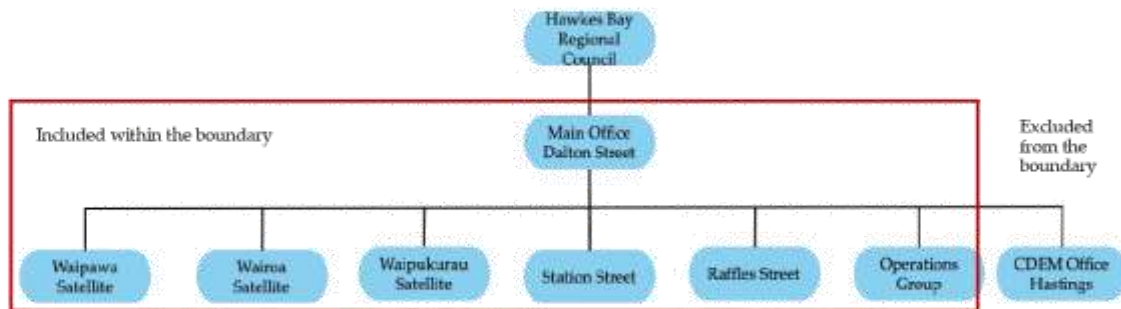 Hawkes Bay
Regional
Council
Included within the boundary
Main Office
Dalton Street
Excluded
from the
boundary
Waipawa
Satellite
Wairoa
Satellite
Waipukurau
Satellite
Station Street
Raffles Street
Operations
Group
CDEM Office
Hastings